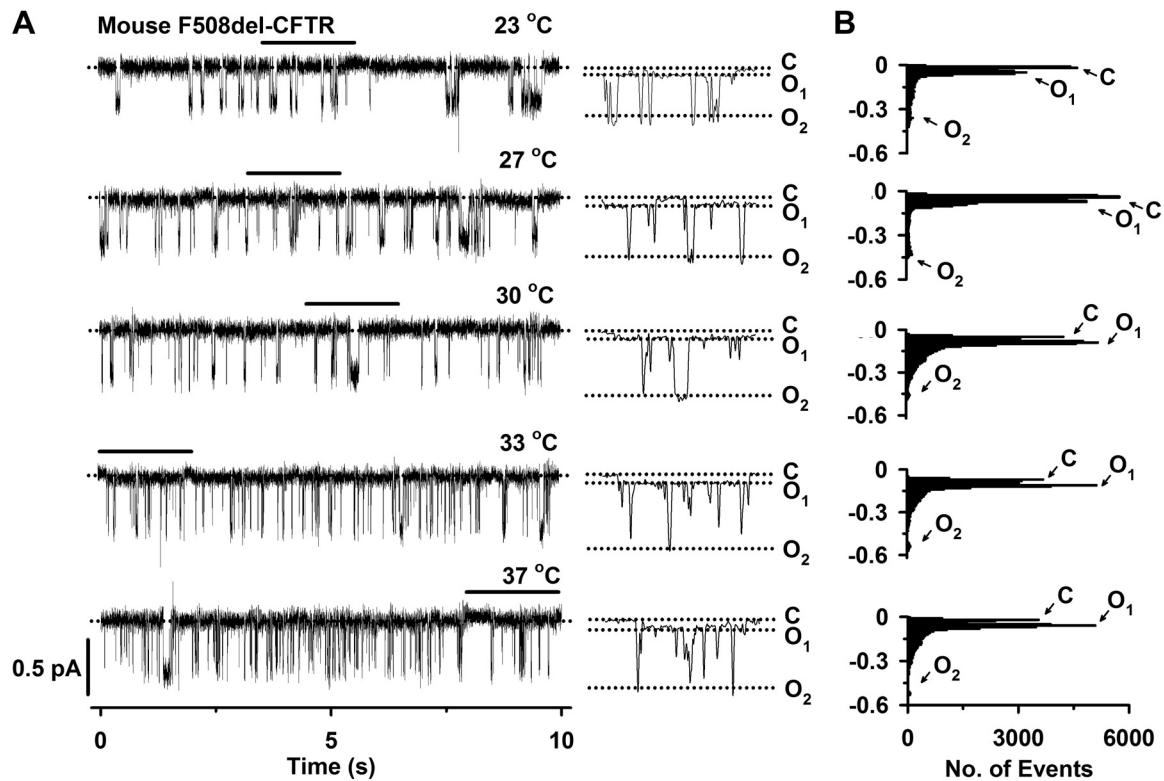 A
Mouse F508del-CFTR
23 °C
C
O1
O2
27 °C
C
O1
O2
30 °C
C
O1
O2
33 °C
C
O1
O2
37 °C
C
O1
O2
0.5 pA
0 5 10
Time (s)
B
0
-0.3
-0.6
C
O1
O2
0
-0.3
-0.6
C
O1
O2
0
-0.3
-0.6
C
O1
O2
0
-0.3
-0.6
C
O1
O2
0
-0.3
-0.6
C
O1
O2
0 3000 6000
No. of Events